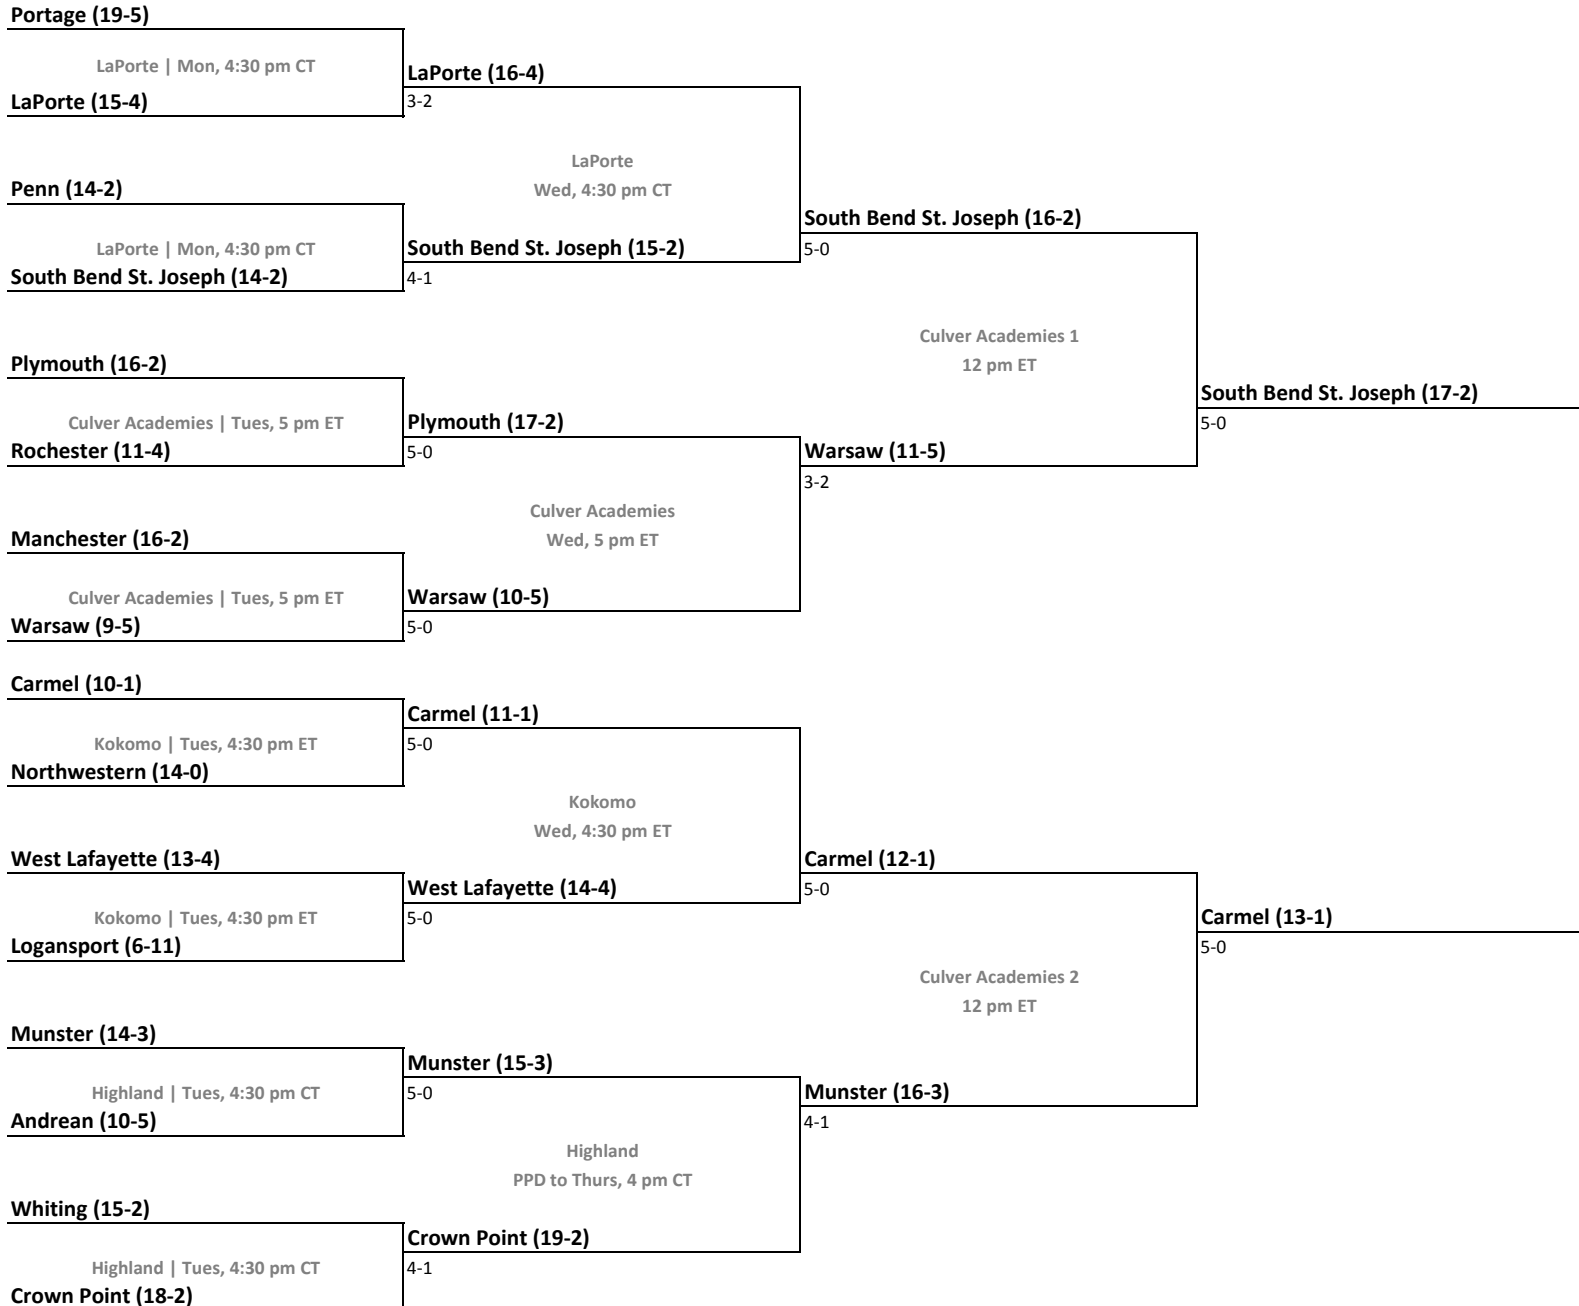 Portage (19-5)
LaPorte | Mon, 4:30 pm CT
LaPorte (15-4)
Penn (14-2)
LaPorte | Mon, 4:30 pm CT
South Bend St. Joseph (14-2)
Plymouth (16-2)
Culver Academies | Tues, 5 pm ET
Rochester (11-4)
Manchester (16-2)
Culver Academies | Tues, 5 pm ET
Warsaw (9-5)
Carmel (10-1)
Kokomo | Tues, 4:30 pm ET
Northwestern (14-0)
West Lafayette (13-4)
Kokomo | Tues, 4:30 pm ET
Logansport (6-11)
Munster (14-3)
Highland | Tues, 4:30 pm CT
Andrean (10-5)
Whiting (15-2)
Highland | Tues, 4:30 pm CT
Crown Point (18-2)
LaPorte (16-4)
3-2
LaPorte
Wed, 4:30 pm CT
South Bend St. Joseph (15-2)
4-1
Plymouth (17-2)
5-0
Culver Academies
Wed, 5 pm ET
Warsaw (10-5)
5-0
Carmel (11-1)
5-0
Kokomo
Wed, 4:30 pm ET
West Lafayette (14-4)
5-0
Munster (15-3)
5-0
Highland
PPD to Thurs, 4 pm CT
Crown Point (19-2)
4-1
South Bend St. Joseph (16-2)
5-0
Culver Academies 1
12 pm ET
Warsaw (11-5)
3-2
Carmel (12-1)
5-0
Culver Academies 2
12 pm ET
Munster (16-3)
4-1
South Bend St. Joseph (17-2)
5-0
Carmel (13-1)
5-0